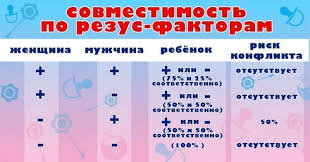 совместимость
по резус-факторам
женщина мужчина ребёнок риск конфликта
+ + + или - отсутствует
(75% и 25% соответственно)
+ - + или - отсутствует
(50% и 50% соответственно)
- + + или - 50%
(50% и 50% соответственно)
- - - отсутствует
(100%)